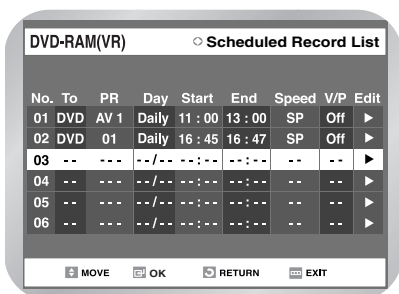 DVD-RAM(VR) Scheduled Record List
No. To PR Day Start End Speed V/P Edit
01 DVD AV 1 Daily 11 : 00 13 : 00 SP Off ►
02 DVD 01 Daily 16 : 45 16 : 47 SP Off ►
03 -- --- --/-- --:-- --:-- -- -- ►
04 -- --- --/-- --:-- --:-- -- -- ►
05 -- --- --/-- --:-- --:-- -- -- ►
06 -- --- --/-- --:-- --:-- -- -- ►
MOVE OK RETURN EXIT